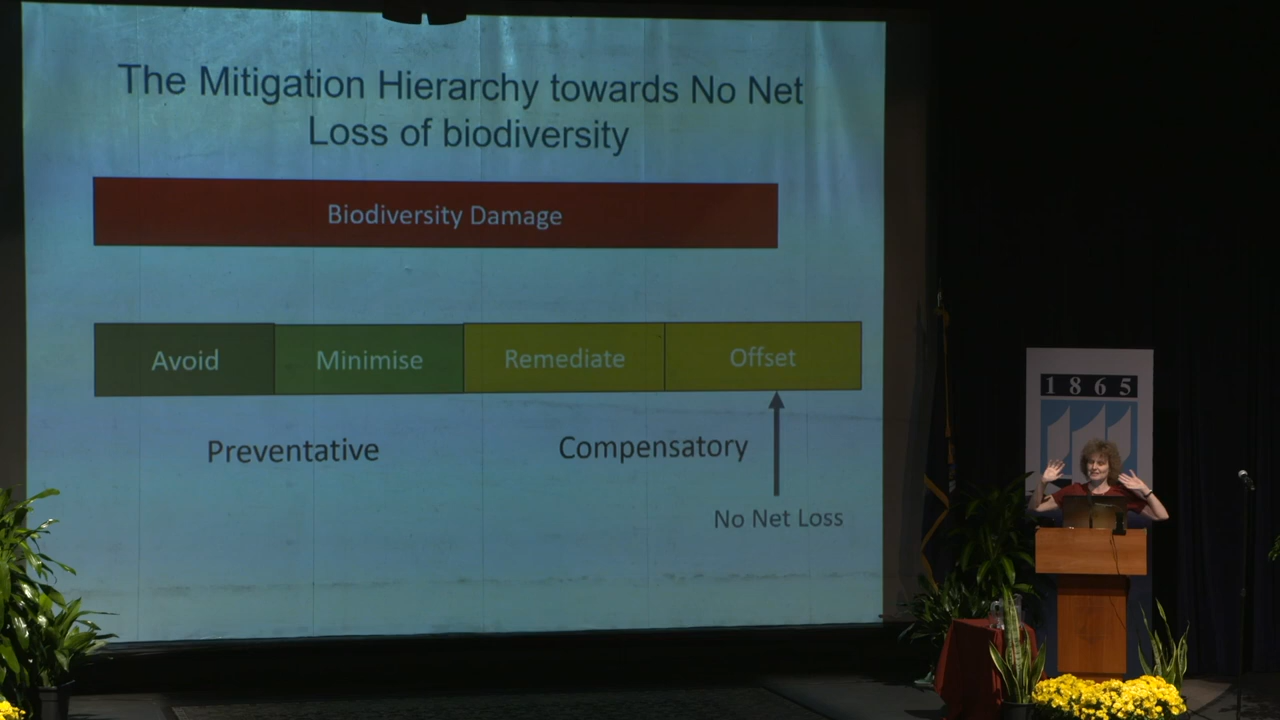 The Mitigation Hierarchy towards No Net
Loss of biodiversity
Biodiversity Damage
Avoid Minimise Remediate Offset
Preventative Compensatory
No Net Loss
1865